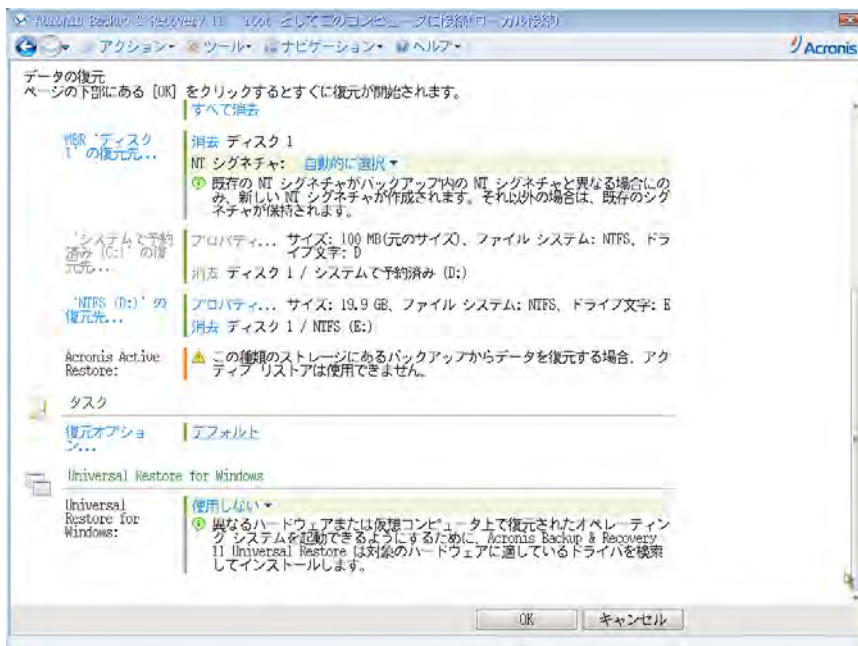 Acronis Backup & Recovery 11 - root としてこのコンピュータに接続(ローカル接続)
アクション ツール ナビゲーション ヘルプ
Acronis
データの復元
ページの下部にある [OK] をクリックするとすぐに復元が開始されます。
すべて消去
MBR 'ディスク
1' の復元先...
消去 ディスク 1
NT シグネチャ: 自動的に選択
既存の NT シグネチャがバックアップ内の NT シグネチャと異なる場合にの
み、新しい NT シグネチャが作成されます。それ以外の場合は、既存のシグ
ネチャが保持されます。
'システムで予約
済み (C:)' の復
元先...
プロパティ... サイズ: 100 MB(元のサイズ)、ファイル システム: NTFS、ドラ
イブ文字: D
消去 ディスク 1 / システムで予約済み (D:)
'NTFS (D:)' の
復元先...
プロパティ... サイズ: 19.9 GB、ファイル システム: NTFS、ドライブ文字: E
消去 ディスク 1 / NTFS (E:)
Acronis Active
Restore:
この種類のストレージにあるバックアップからデータを復元する場合、アク
ティブ リストアは使用できません。
タスク
復元オプショ
ン...
デフォルト
Universal Restore for Windows
Universal
Restore for
Windows:
使用しない
異なるハードウェアまたは仮想コンピュータ上で復元されたオペレーティン
グ システムを起動できるようにするために、Acronis Backup & Recovery
11 Universal Restore は対象のハードウェアに適しているドライバを検索
してインストールします。
OK キャンセル